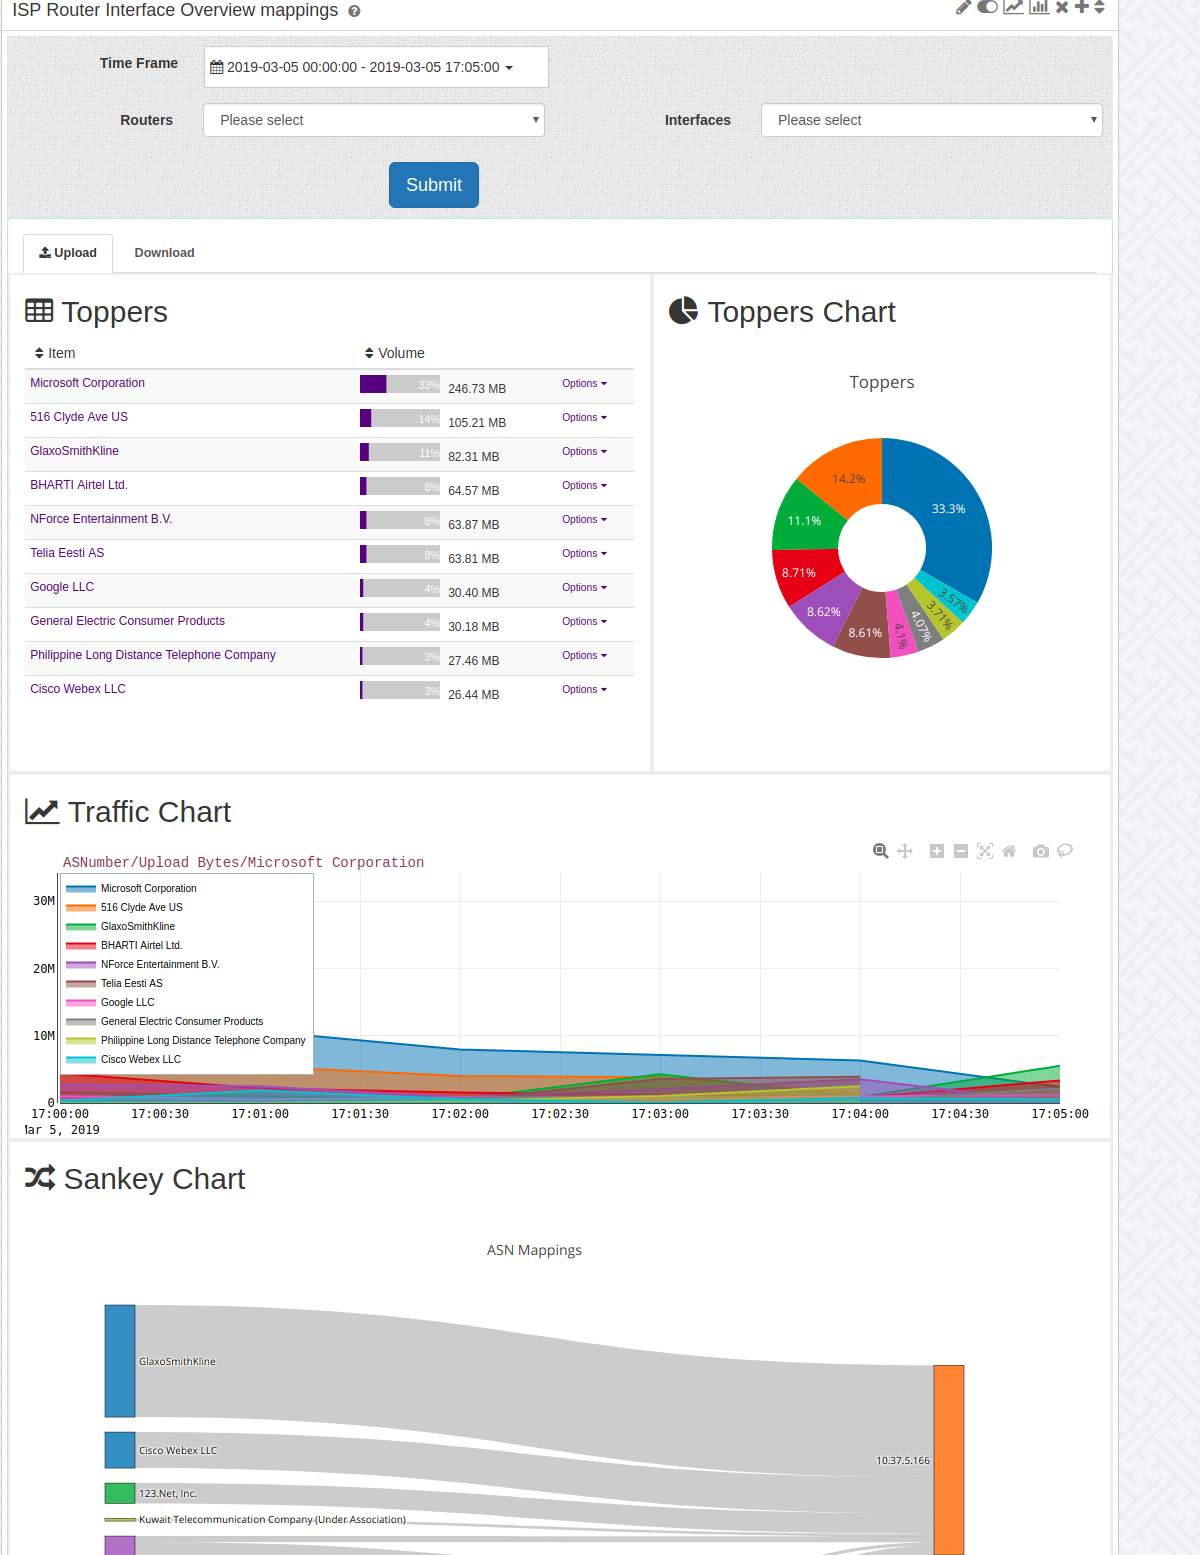 ISP Router Interface Overview mappings
Time Frame 2019-03-05 00:00:00 - 2019-03-05 17:05:00
Routers Please select Interfaces Please select
Submit
Upload Download
Toppers
Item Volume
Microsoft Corporation 33% 246.73 MB Options
516 Clyde Ave US 14% 105.21 MB Options
GlaxoSmithKline 11% 82.31 MB Options
BHARTI Airtel Ltd. 8% 64.57 MB Options
NForce Entertainment B.V. 8% 63.87 MB Options
Telia Eesti AS 8% 63.81 MB Options
Google LLC 4% 30.40 MB Options
General Electric Consumer Products 4% 30.18 MB Options
Philippine Long Distance Telephone Company 3% 27.46 MB Options
Cisco Webex LLC 3% 26.44 MB Options
Toppers Chart
Toppers
14.2%
33.3%
11.1%
8.71%
3.57%
8.62%
3.71%
4.07%
8.61%
4.1%
Traffic Chart
ASNumber/Upload Bytes/Microsoft Corporation
Microsoft Corporation
516 Clyde Ave US
GlaxoSmithKline
BHARTI Airtel Ltd.
NForce Entertainment B.V.
Telia Eesti AS
Google LLC
General Electric Consumer Products
Philippine Long Distance Telephone Company
Cisco Webex LLC
30M
20M
10M
0
17:00:00 17:00:30 17:01:00 17:01:30 17:02:00 17:02:30 17:03:00 17:03:30 17:04:00 17:04:30 17:05:00
Mar 5, 2019
Sankey Chart
ASN Mappings
GlaxoSmithKline
Cisco Webex LLC
10.37.5.166
123.Net, Inc.
Kuwait Telecommunication Company (Under Association)